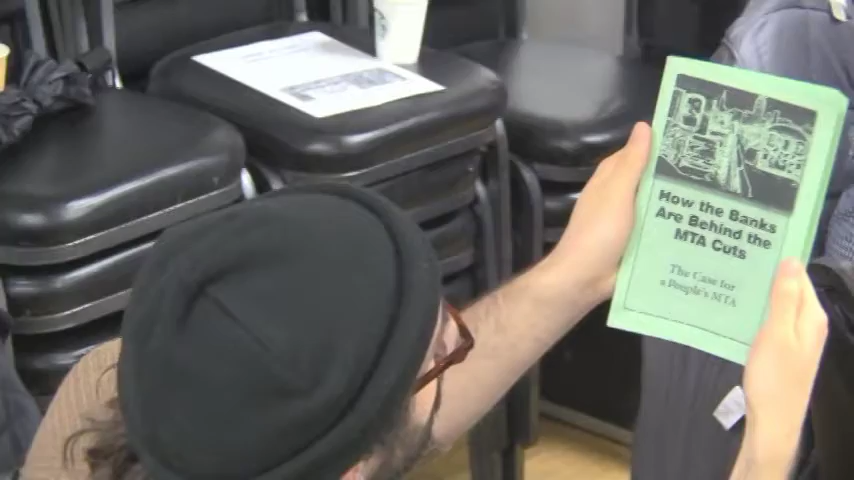 How the Banks
Are Behind the
MTA Cuts
The Case for
a People's MTA